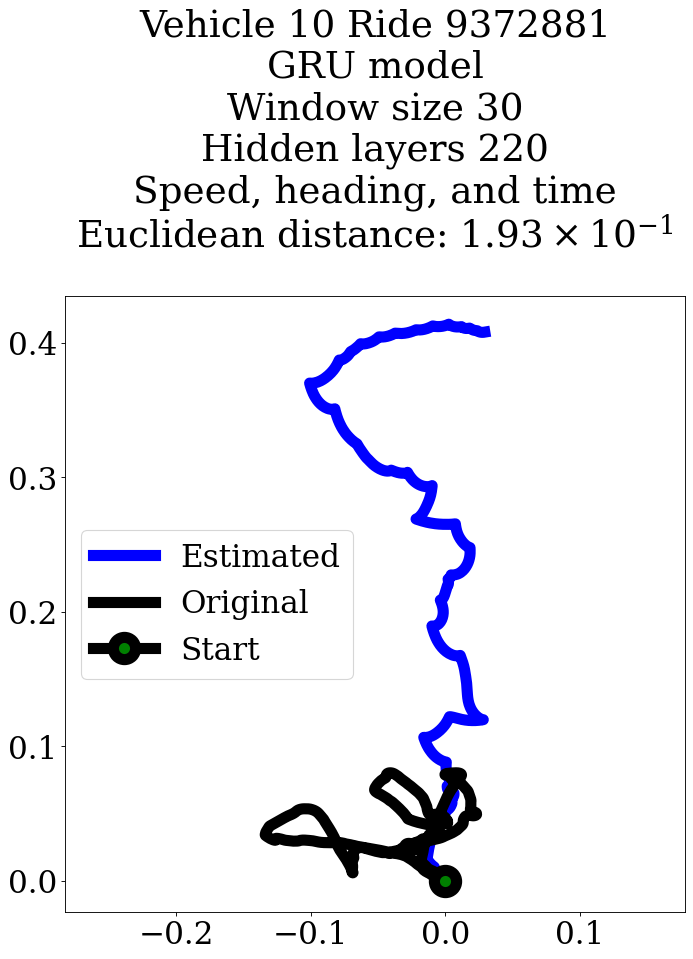 Vehicle 10 Ride 9372881
GRU model
Window size 30
Hidden layers 220
Speed, heading, and time
Euclidean distance: 1.93 × 10⁻¹
0.4
0.3
0.2
0.1
0.0
Estimated
Original
Start
−0.2 −0.1 0.0 0.1